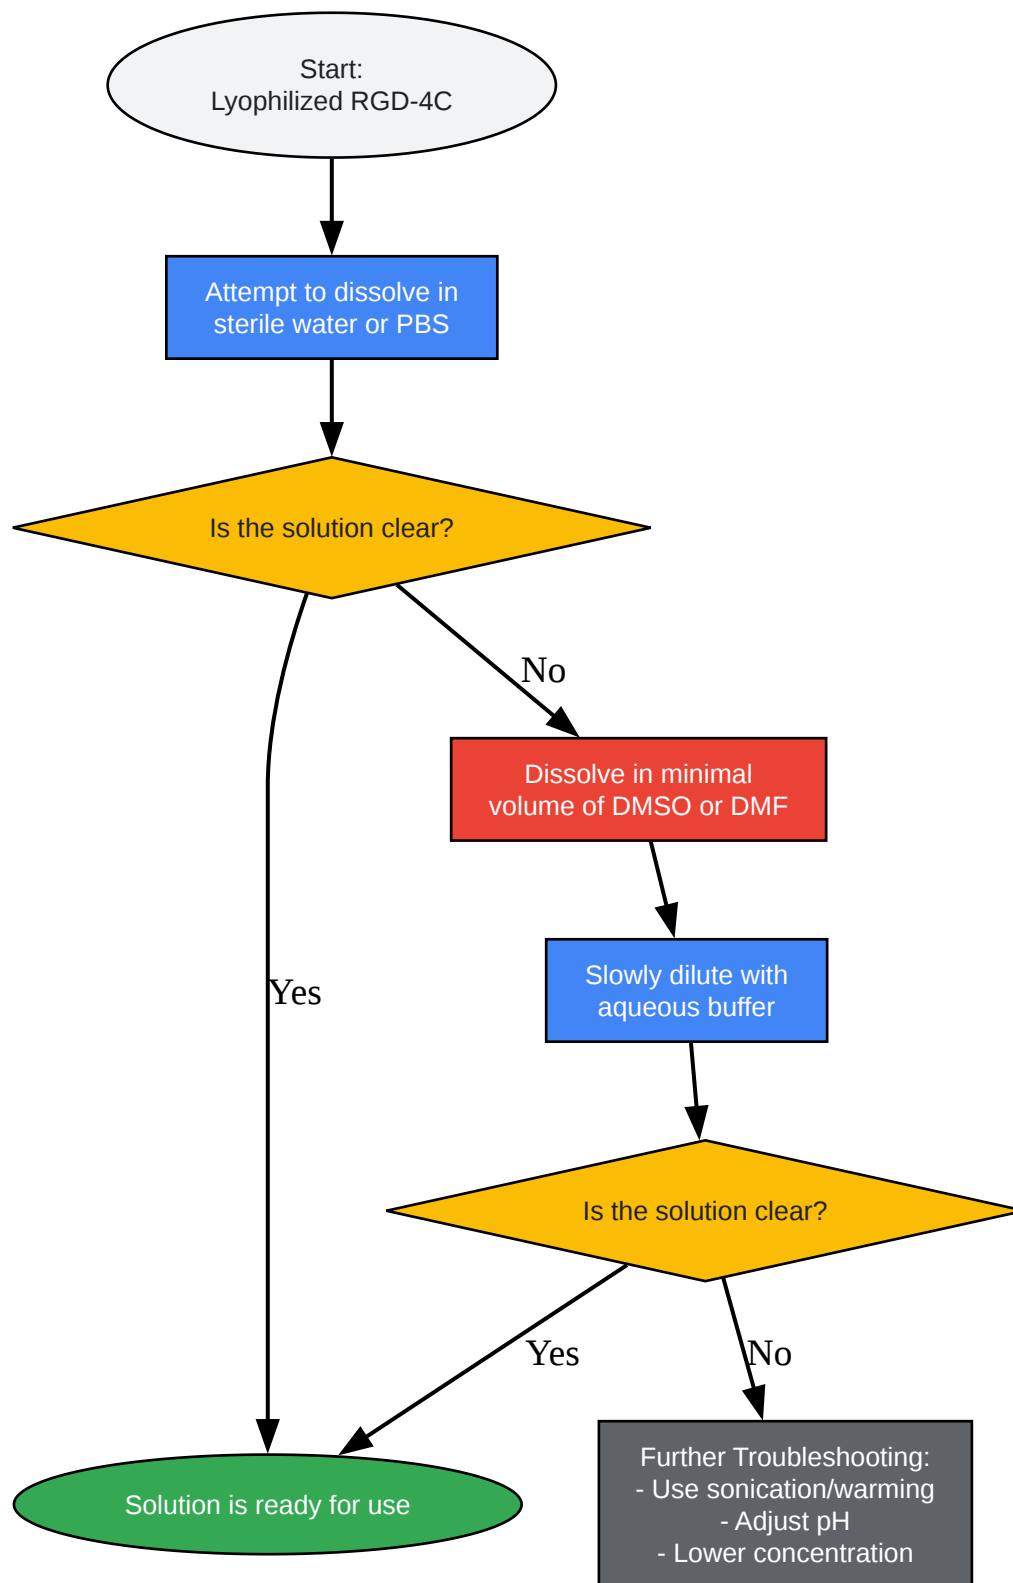 Start:
Lyophilized RGD-4C
Attempt to dissolve in
sterile water or PBS
Is the solution clear?
No
Dissolve in minimal
volume of DMSO or DMF
Slowly dilute with
aqueous buffer
Yes
Is the solution clear?
Yes
No
Further Troubleshooting:
- Use sonication/warming
- Adjust pH
- Lower concentration
Solution is ready for use